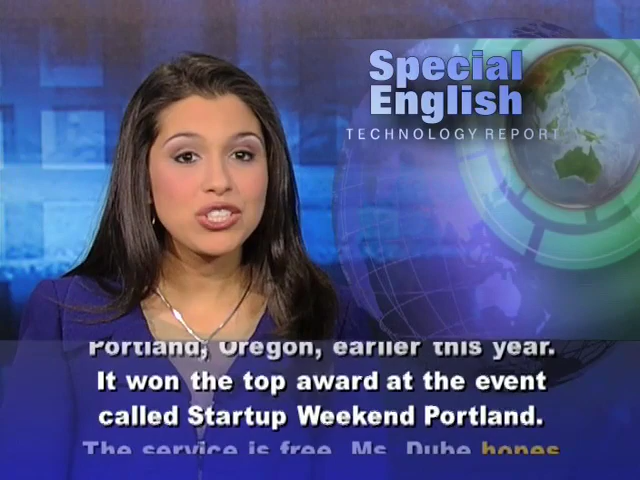 Special
English
TECHNOLOGY REPORT
Portland, Oregon, earlier this year.
It won the top award at the event
called Startup Weekend Portland.
The service is free. Ms. Dube hopes